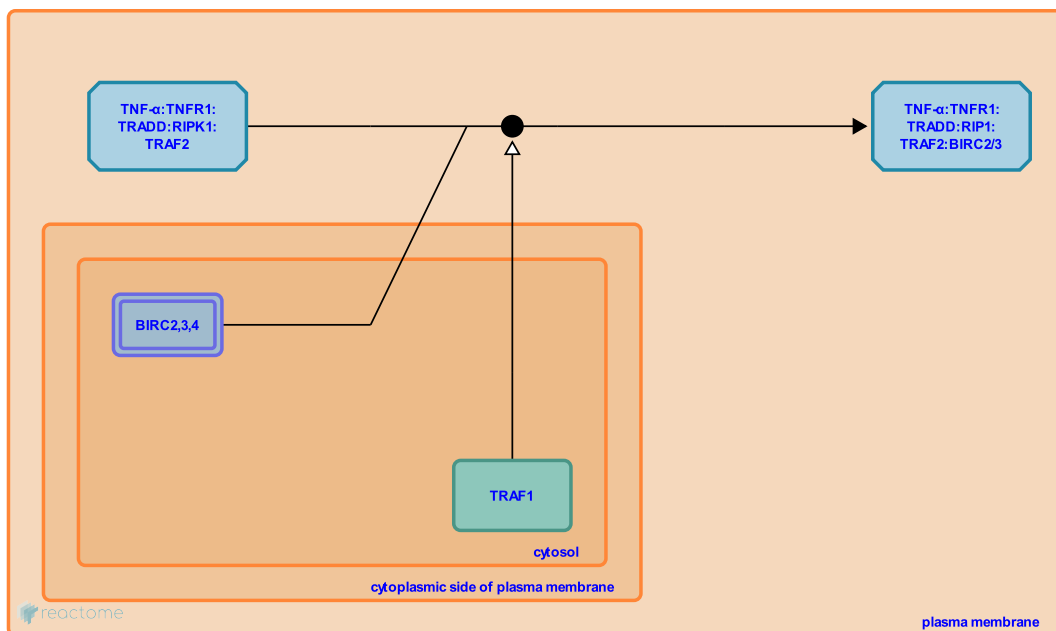 TNF-α:TNFR1:
TRADD:RIPK1:
TRAF2
TNF-α:TNFR1:
TRADD:RIP1:
TRAF2:BIRC2/3
BIRC2,3,4
TRAF1
cytosol
cytoplasmic side of plasma membrane
reactome
plasma membrane